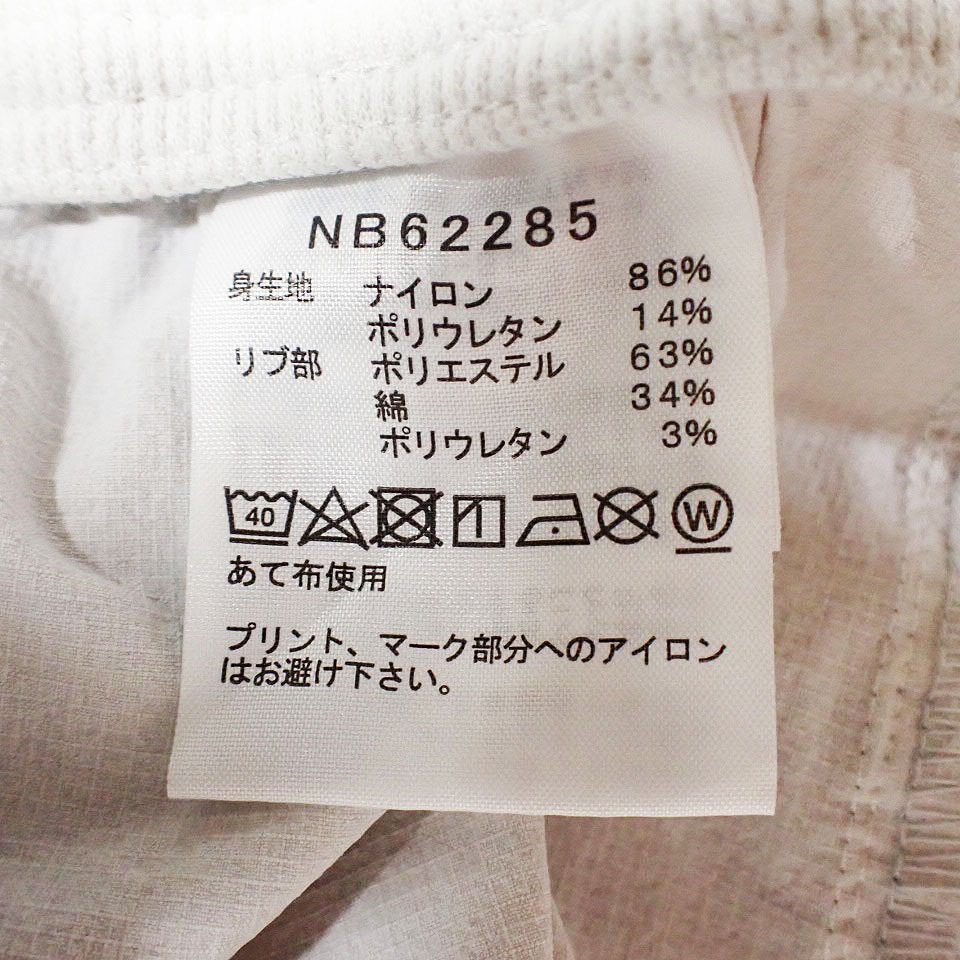 NB62285
身生地 ナイロン 86%
ポリウレタン 14%
リブ部 ポリエステル 63%
綿 34%
ポリウレタン 3%
40 W
あて布使用
プリント、マーク部分へのアイロン
はお避け下さい。